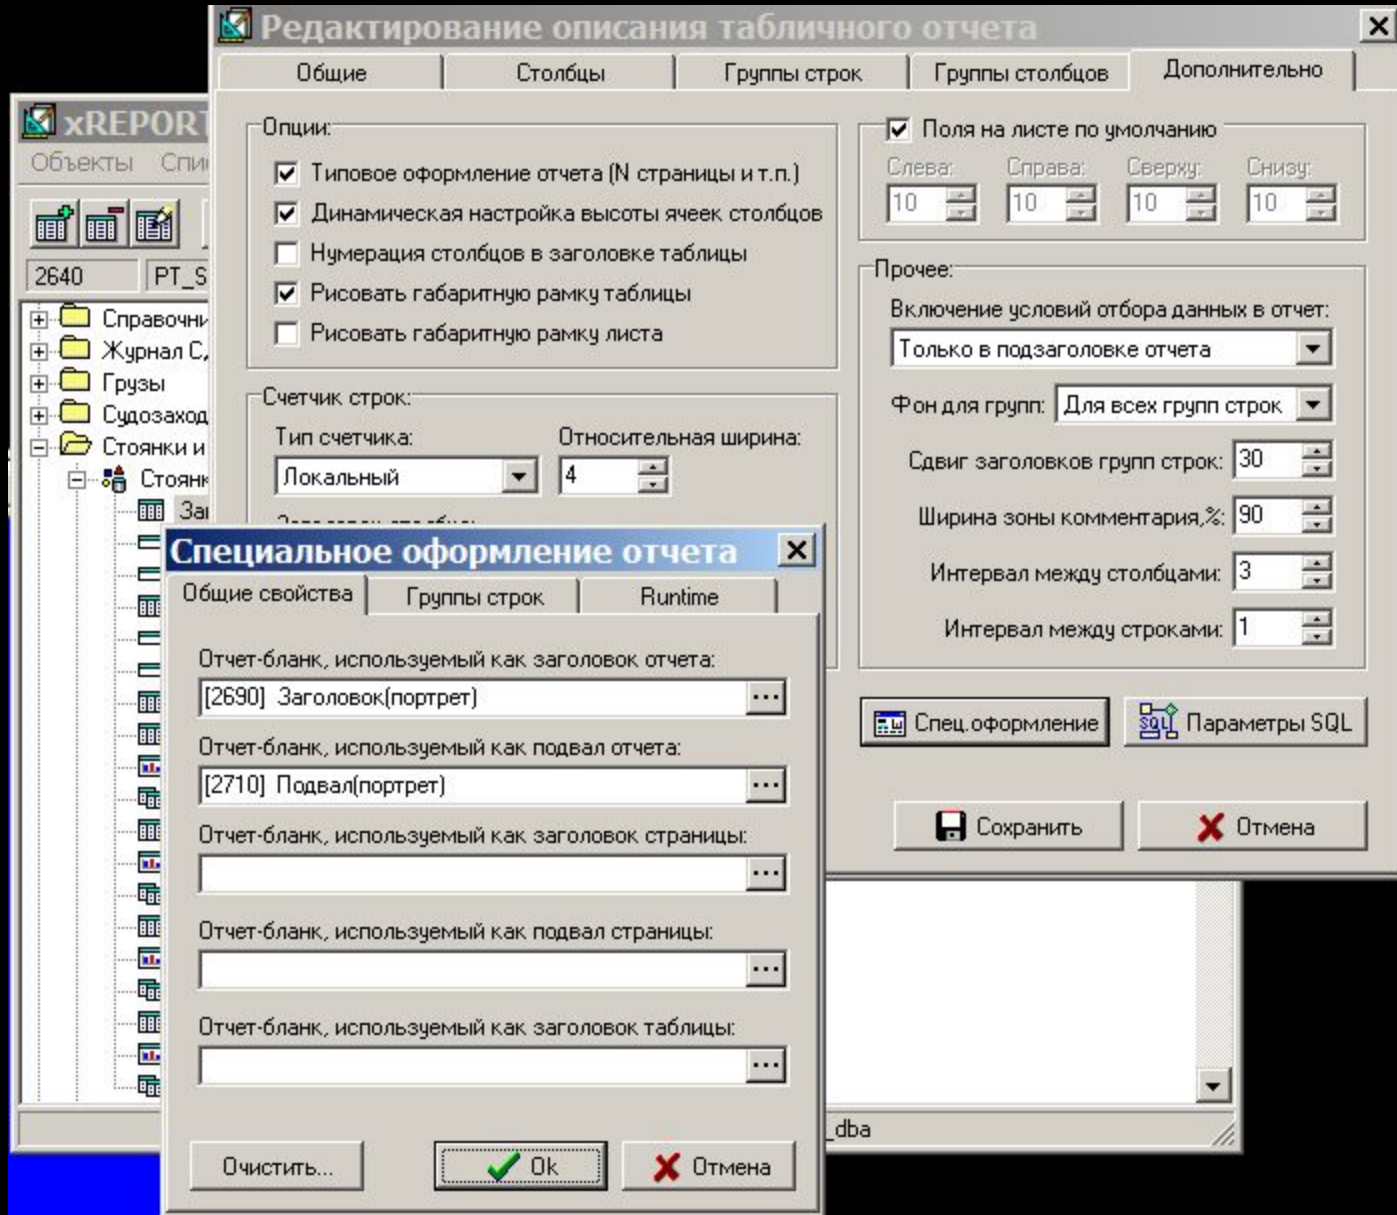 Редактирование описания табличного отчета
Общие
Столбцы
Группы строк
Группы столбцов
Дополнительно
xREPORT
Объекты
2640
Грузы
Стоянки и
Опции:
Типовое оформление отчета (N страницы и т.п.)
Динамическая настройка высоты ячеек столбцов
Нумерация столбцов в заголовке таблицы
Рисовать габаритную рамку таблицы
Рисовать габаритную рамку листа
Счетчик строк:
Тип счетчика:
Относительная ширина:
Локальный
4
Поля на листе по умолчанию
Слева:
Справа:
Сверху:
Снизу:
10
10
10
10
Прочее:
Включение условий отбора данных в отчет:
Только в подзаголовке отчета
Фон для групп: Для всех групп строк
Сдвиг заголовков групп строк: 30
Ширина зоны комментария,%: 90
Интервал между столбцами: 3
Интервал между строками: 1
Спец.оформление
SQL Параметры SQL
Сохранить
Отмена
Специальное оформление отчета
Общие свойства
Группы строк
Runtime
Отчет-бланк, используемый как заголовок отчета:
[2690] Заголовок(портрет)
...
Отчет-бланк, используемый как подвал отчета:
[2710] Подвал(портрет)
...
Отчет-бланк, используемый как заголовок страницы:
...
Отчет-бланк, используемый как подвал страницы:
...
Отчет-бланк, используемый как заголовок таблицы:
...
Очистить...
Ok
Отмена
_dba